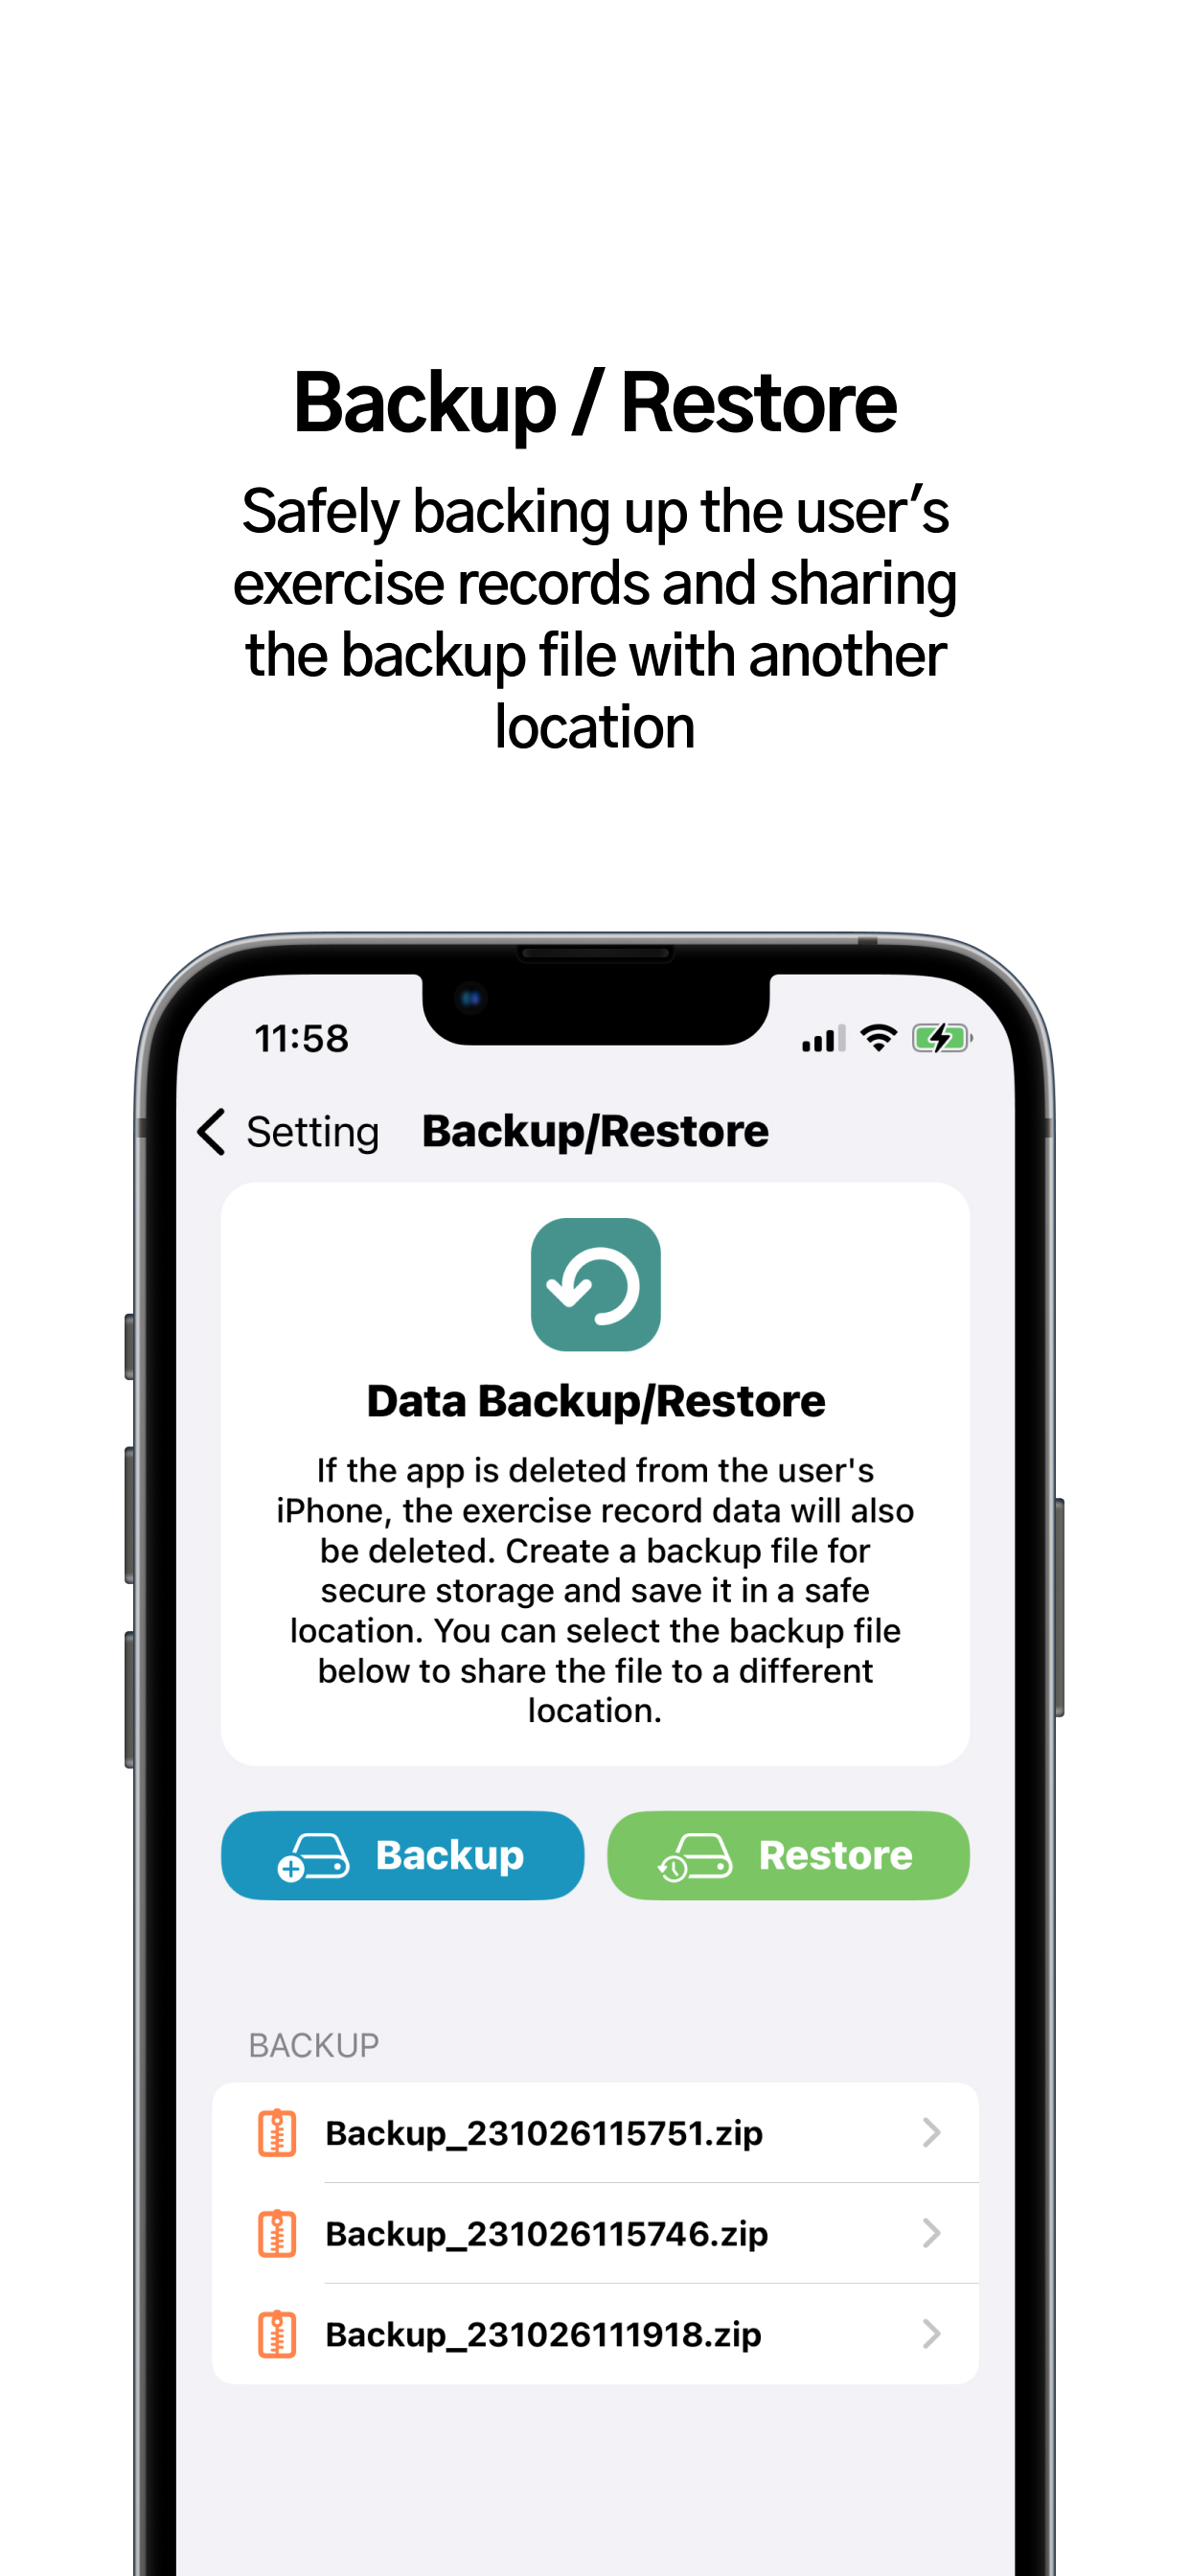 Backup / Restore
Safely backing up the user's
exercise records and sharing
the backup file with another
location
11:58
Setting
Backup/Restore
Data Backup/Restore
If the app is deleted from the user's
iPhone, the exercise record data will also
be deleted. Create a backup file for
secure storage and save it in a safe
location. You can select the backup file
below to share the file to a different
location.
Backup
Restore
BACKUP
Backup_231026115751.zip
Backup_231026115746.zip
Backup_231026111918.zip